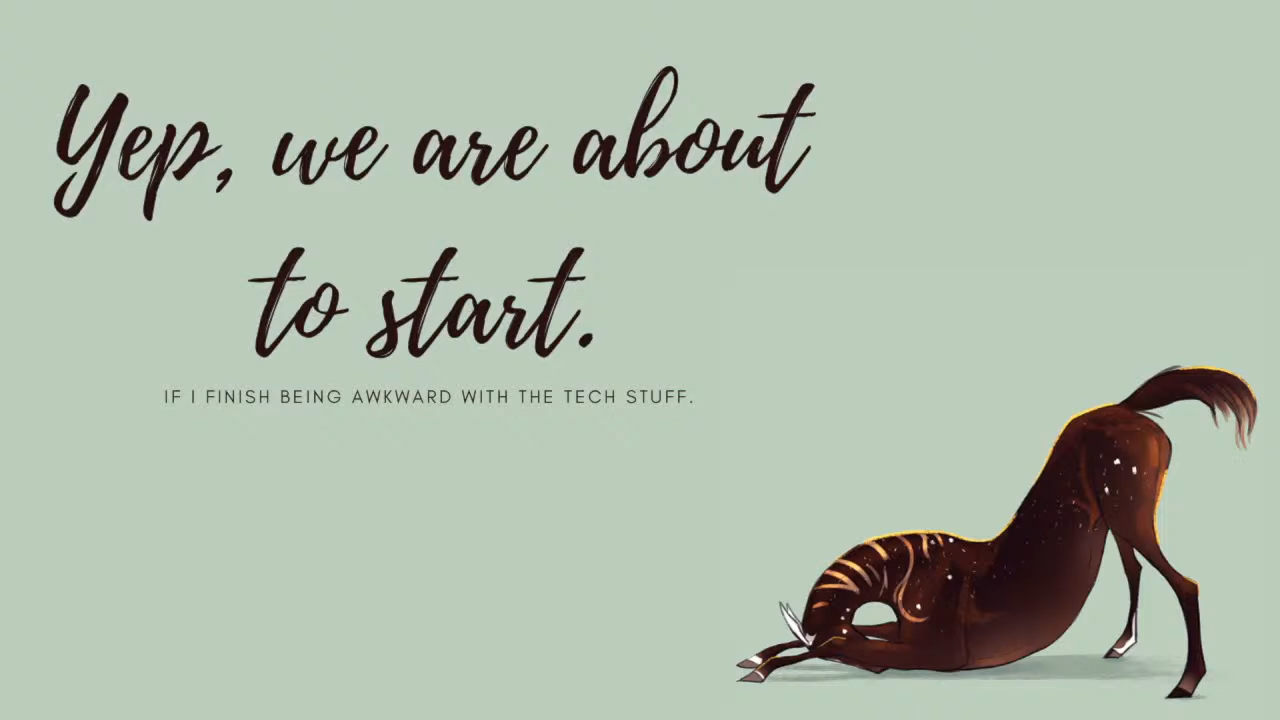 Yep, we are about
to start.
IF I FINISH BEING AWKWARD WITH THE TECH STUFF.